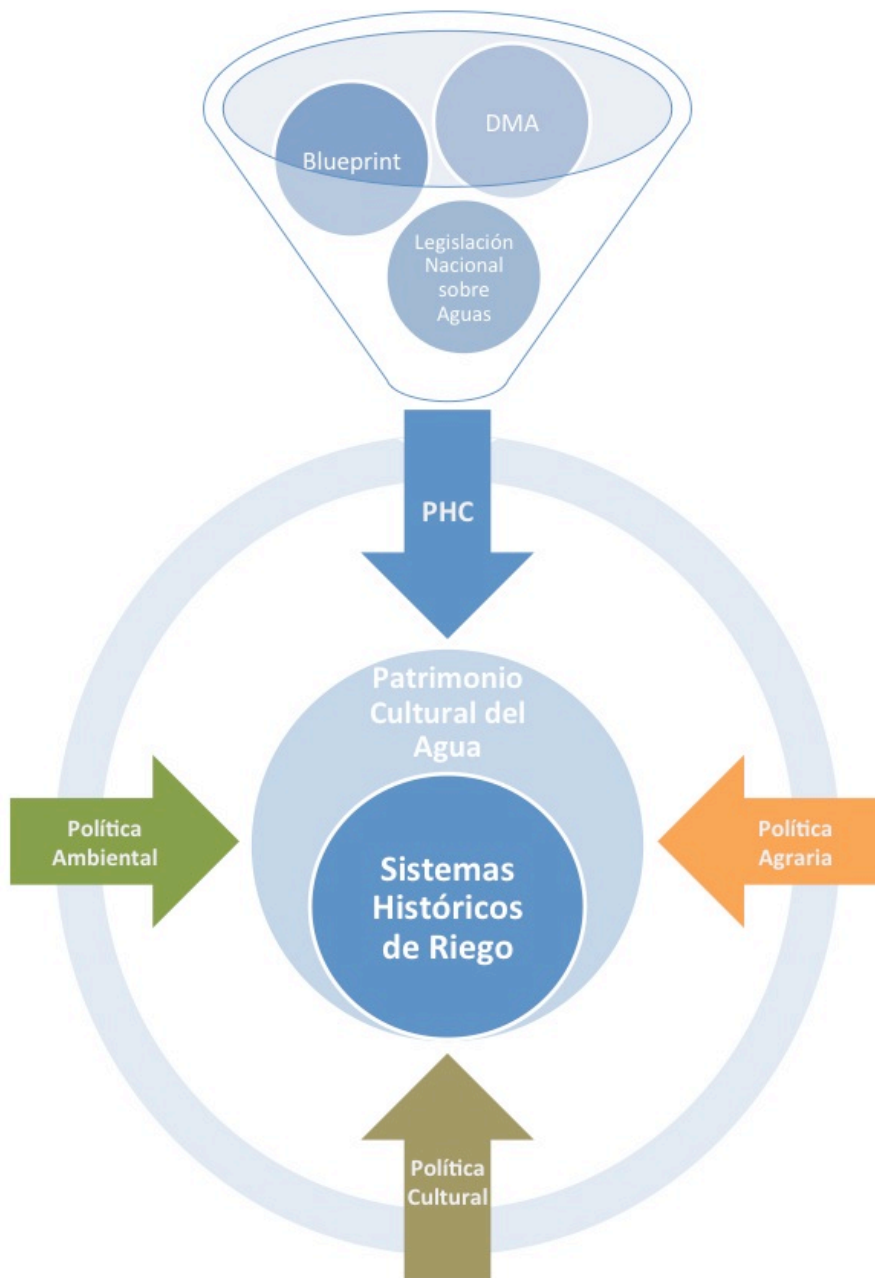 DMA
Blueprint
Legislación
Nacional
sobre
Aguas
PHC
Patrimonio
Cultural del
Agua
Política
Ambiental
Política
Agraria
Sistemas
Históricos
de Riego
Política
Cultural